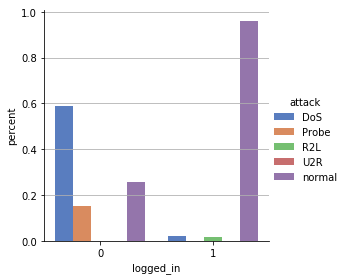 1.0
0.8
0.6
0.4
0.2
0.0
percent
0
1
logged_in
attack
DoS
Probe
R2L
U2R
normal